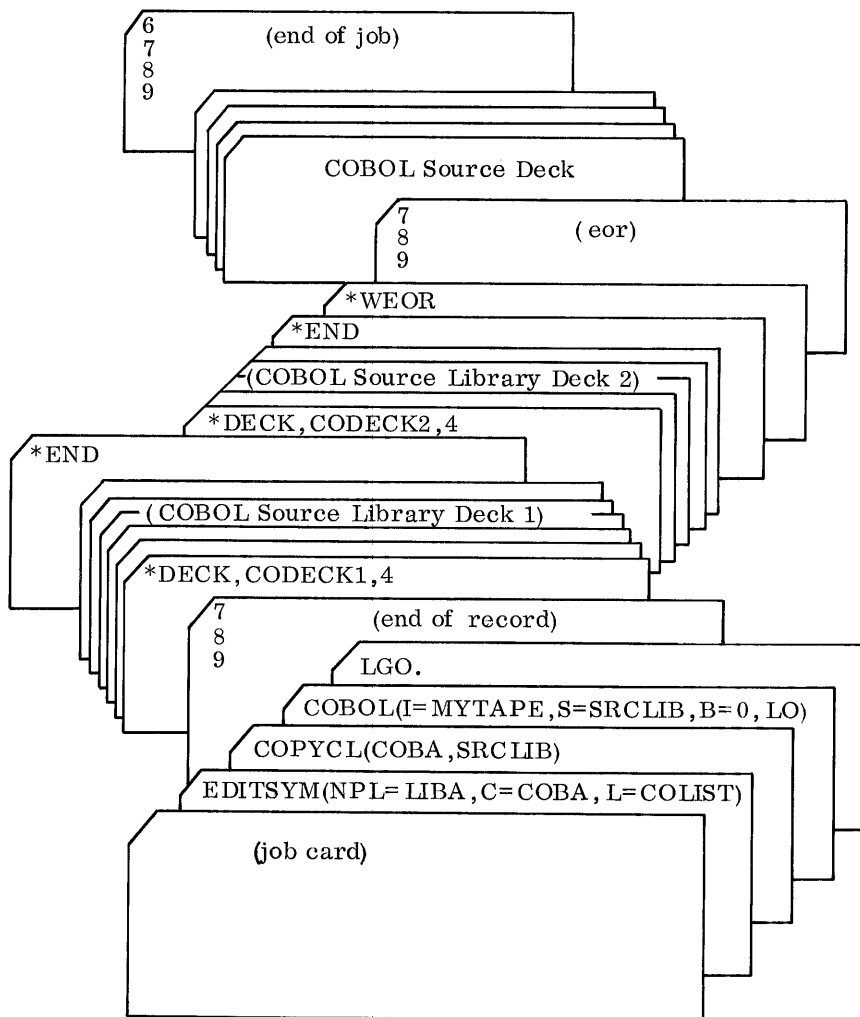 6 (end of job)
7
8
9
COBOL Source Deck
7 (eor)
8
9
*WEOR
*END
(COBOL Source Library Deck 2)
*DECK,CODECK2,4
*END
(COBOL Source Library Deck 1)
*DECK,CODECK1,4
7 (end of record)
8
9
LGO.
COBOL(I=MYTAPE,S=SRCLIB,B=0,LO)
COPYCL(COBA,SRCLIB)
EDITSYM(NPL=LIBA,C=COBA,L=COLIST)
(job card)